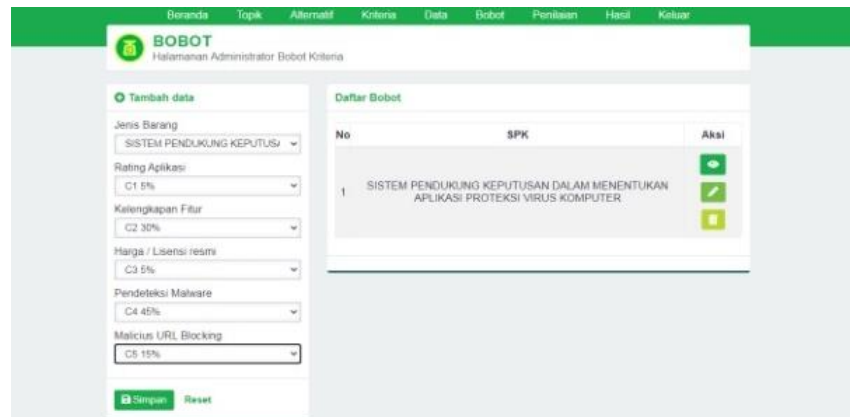 Beranda Topik Alternatif Kriteria Data Bobot Penilaian Hasil Keluar
BOBOT
Halamanan Administrator Bobot Kriteria
Tambah data
Jenis Barang
SISTEM PENDUKUNG KEPUTUSA
Rating Aplikasi
C1 5%
Kelengkapan Fitur
C2 30%
Harga / Lisensi resmi
C3 5%
Pendeteksi Malware
C4 45%
Malicius URL Blocking
C5 15%
Simpan Reset
Daftar Bobot
No SPK Aksi
1 SISTEM PENDUKUNG KEPUTUSAN DALAM MENENTUKAN
APLIKASI PROTEKSI VIRUS KOMPUTER